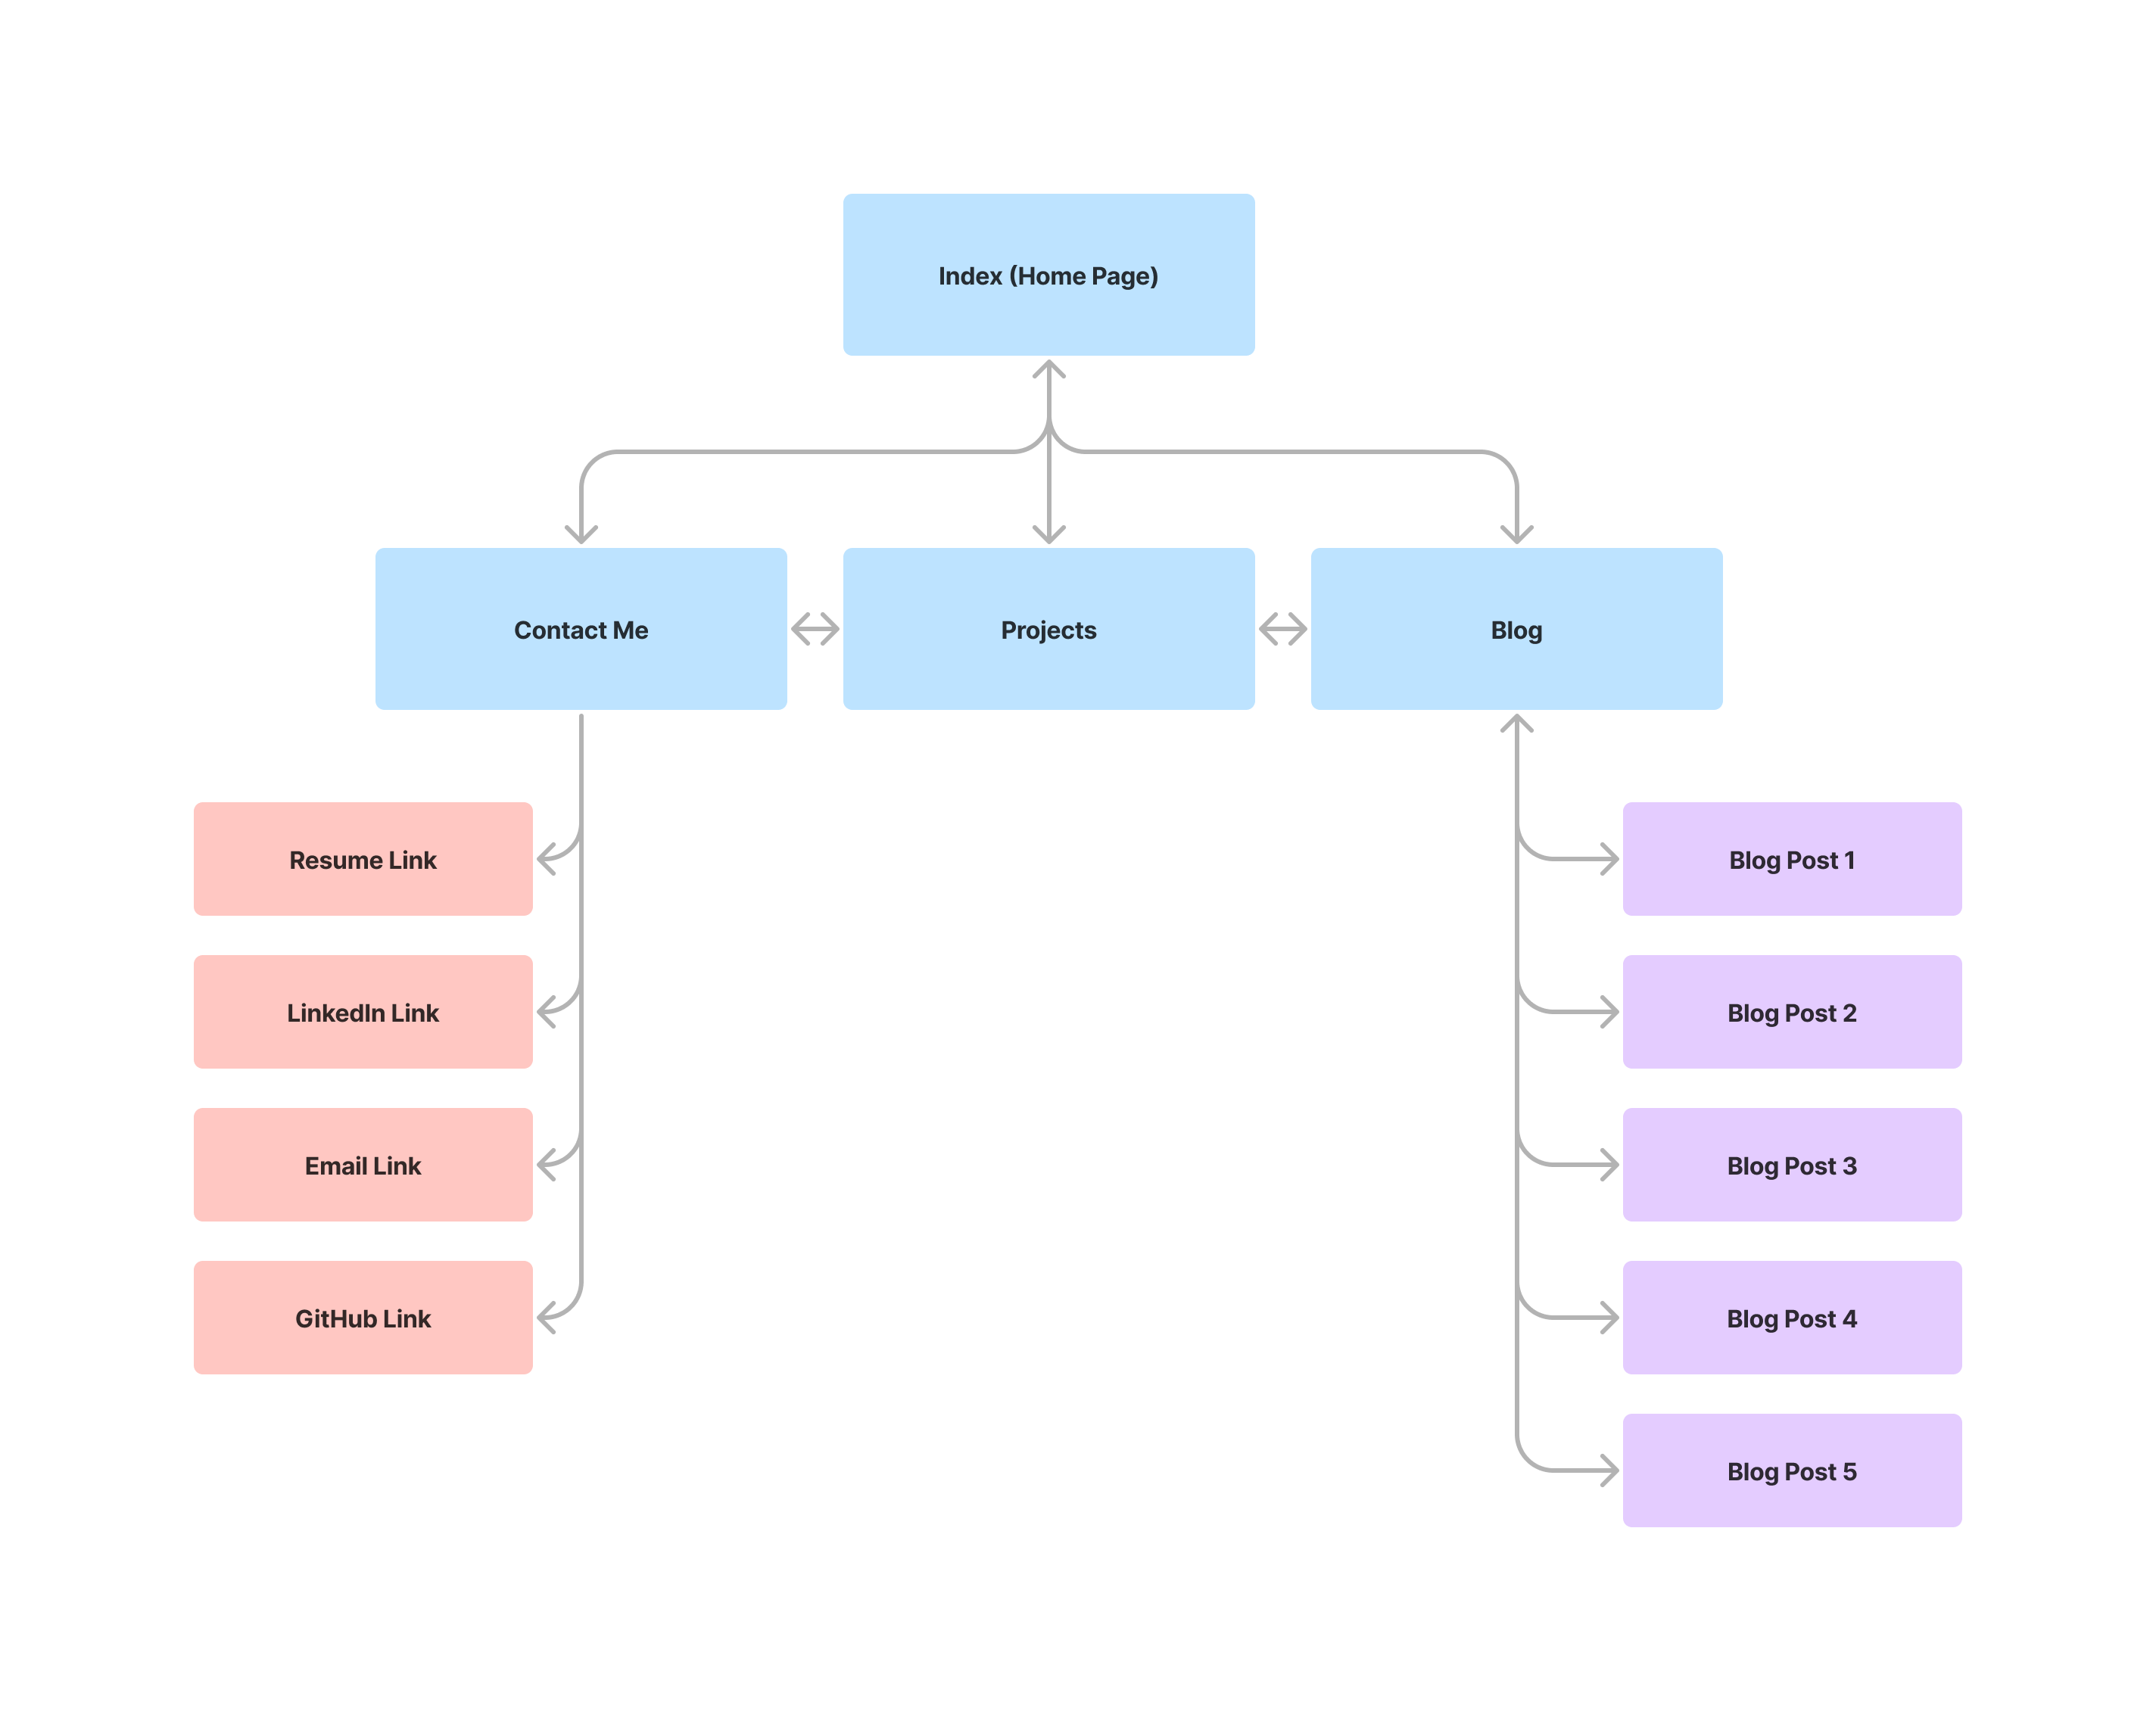 Index (Home Page)
Contact Me
Projects
Blog
Resume Link
LinkedIn Link
Email Link
GitHub Link
Blog Post 1
Blog Post 2
Blog Post 3
Blog Post 4
Blog Post 5